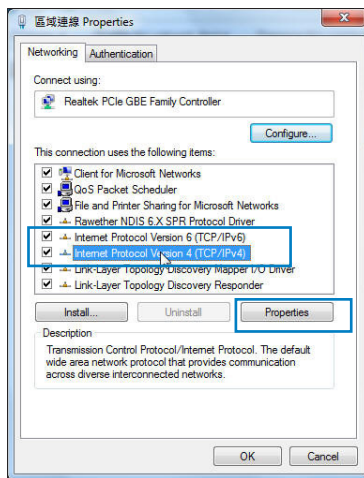 區域連線 Properties
Networking
Authentication
Connect using:
Realtek PCIe GBE Family Controller
Configure...
This connection uses the following items:
Client for Microsoft Networks
QoS Packet Scheduler
File and Printer Sharing for Microsoft Networks
Rawether NDIS 6.X SPR Protocol Driver
Internet Protocol Version 6 (TCP/IPv6)
Internet Protocol Version 4 (TCP/IPv4)
Link-Layer Topology Discovery Mapper I/O Driver
Link-Layer Topology Discovery Responder
Install...
Uninstall
Properties
Description
Transmission Control Protocol/Internet Protocol. The default
wide area network protocol that provides communication
across diverse interconnected networks.
OK
Cancel